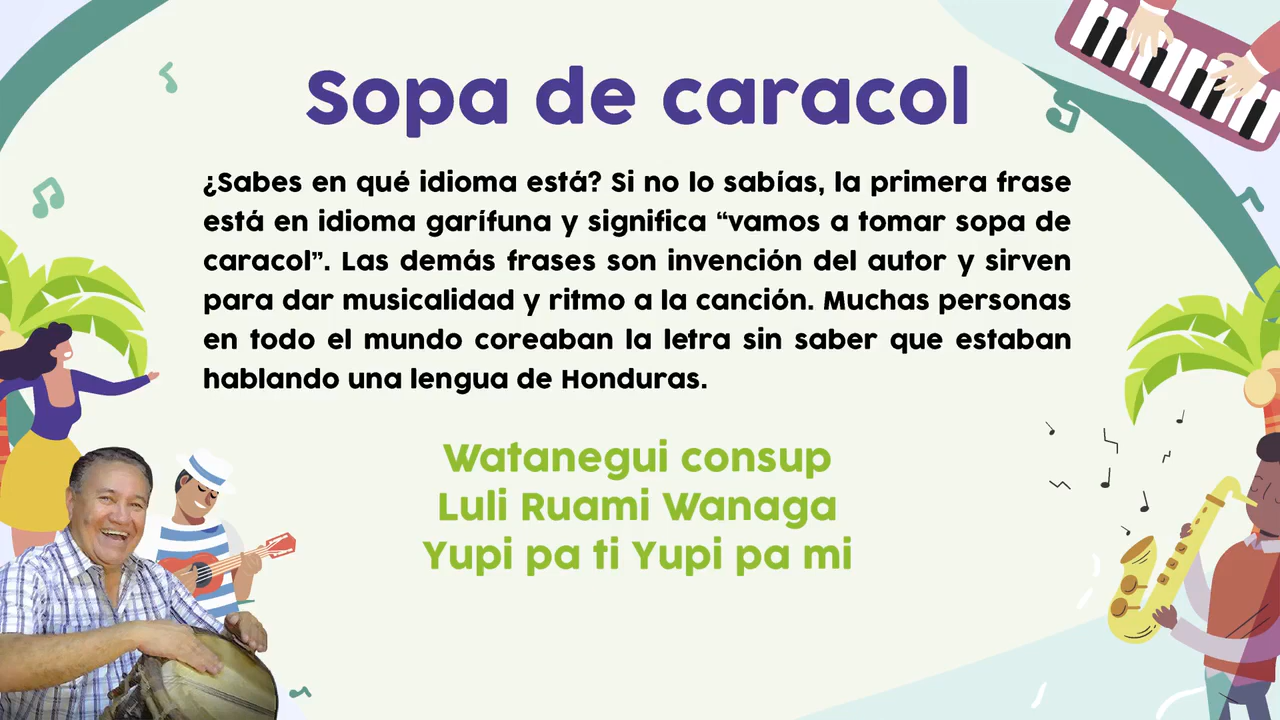 Sopa de caracol
¿Sabes en qué idioma está? Si no lo sabías, la primera frase
está en idioma garífuna y significa “vamos a tomar sopa de
caracol”. Las demás frases son invención del autor y sirven
para dar musicalidad y ritmo a la canción. Muchas personas
en todo el mundo coreaban la letra sin saber que estaban
hablando una lengua de Honduras.
Watanegui consup
Luli Ruami Wanaga
Yupi pa ti Yupi pa mi